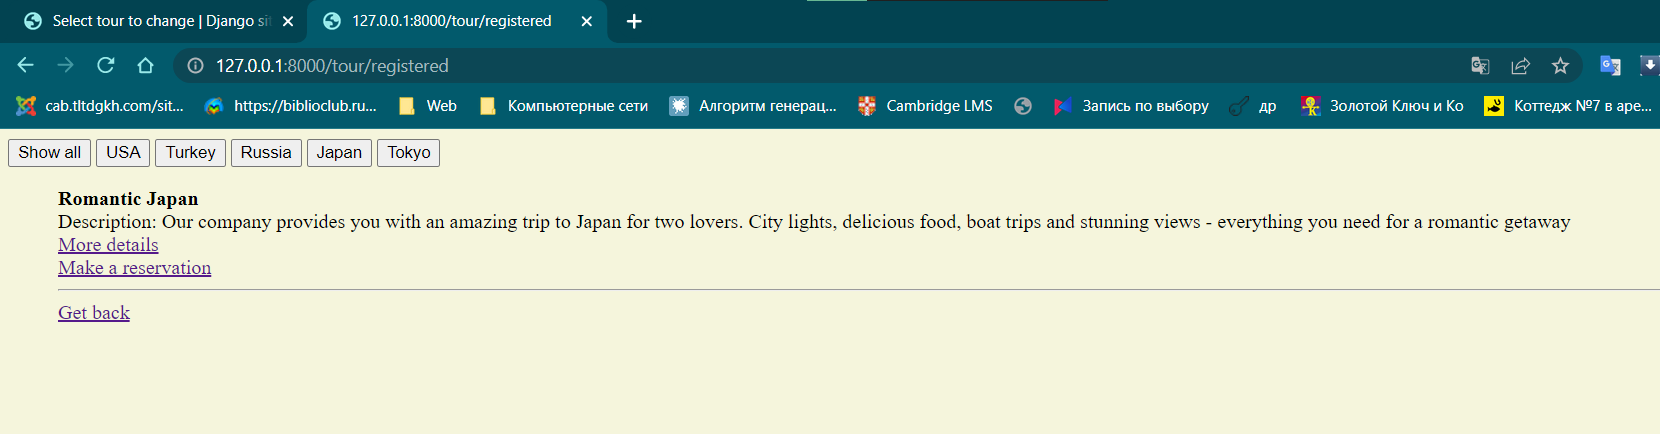 Select tour to change | Django sit
127.0.0.1:8000/tour/registered
127.0.0.1:8000/tour/registered
cab.tltdgkh.com/sit... https://biblioclub.ru... Web Компьютерные сети Алгоритм генерац... Cambridge LMS Запись по выбору др Золотой Ключ и Ко Коттедж №7 в аре...
Show all USA Turkey Russia Japan Tokyo
Romantic Japan
Description: Our company provides you with an amazing trip to Japan for two lovers. City lights, delicious food, boat trips and stunning views - everything you need for a romantic getaway
More details
Make a reservation
Get back